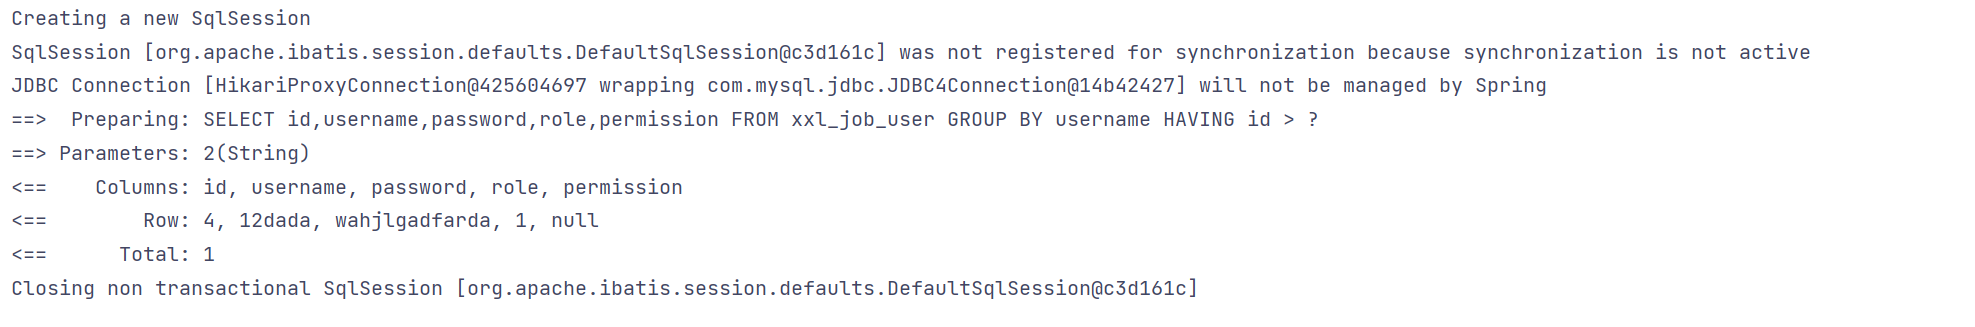 Creating a new SqlSession
SqlSession [org.apache.ibatis.session.defaults.DefaultSqlSession@c3d161c] was not registered for synchronization because synchronization is not active
JDBC Connection [HikariProxyConnection@425604697 wrapping com.mysql.jdbc.JDBC4Connection@14b42427] will not be managed by Spring
==>  Preparing: SELECT id,username,password,role,permission FROM xxl_job_user GROUP BY username HAVING id > ?
==> Parameters: 2(String)
<==    Columns: id, username, password, role, permission
<==        Row: 4, 12dada, wahjlgadfarda, 1, null
<==      Total: 1
Closing non transactional SqlSession [org.apache.ibatis.session.defaults.DefaultSqlSession@c3d161c]